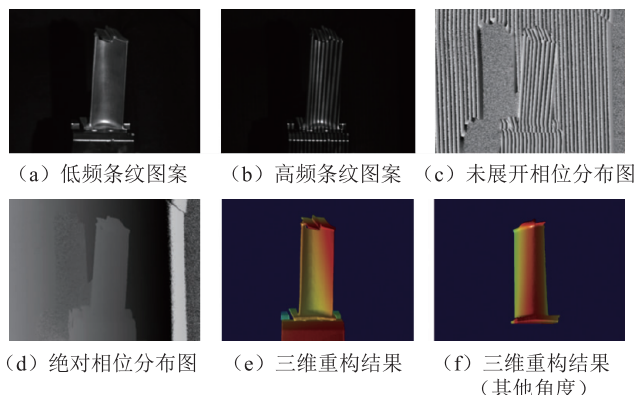 （a）低频条纹图案
（b）高频条纹图案
（c）未展开相位分布图
（d）绝对相位分布图
（e）三维重构结果
（f）三维重构结果
（其他角度）